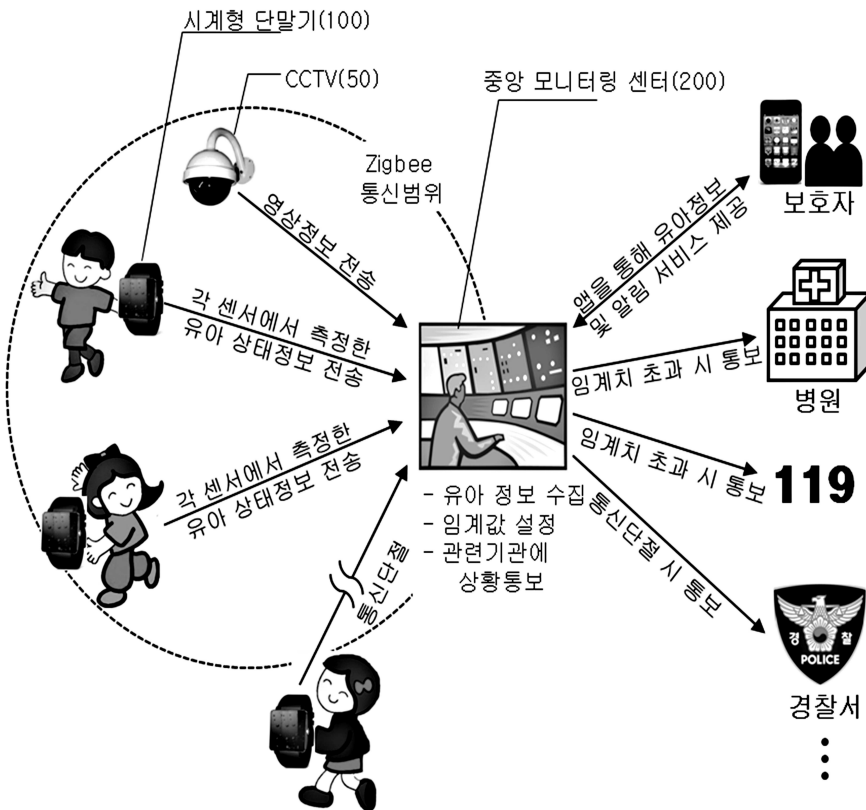 시계형 단말기(100)
CCTV(50)
중앙 모니터링 센터(200)
Zigbee
통신범위
영상정보 전송
각 센서에서 측정한
유아 상태정보 전송
각 센서에서 측정한
유아 상태정보 전송
통신단절
- 유아 정보 수집
- 임계값 설정
- 관련기관에
상황통보
앱을 통해 유아정보
및 알림 서비스 제공
보호자
임계치 초과 시 통보
병원
임계치 초과 시 통보
119
통신단절 시 통보
경 찰
POLICE
경찰서